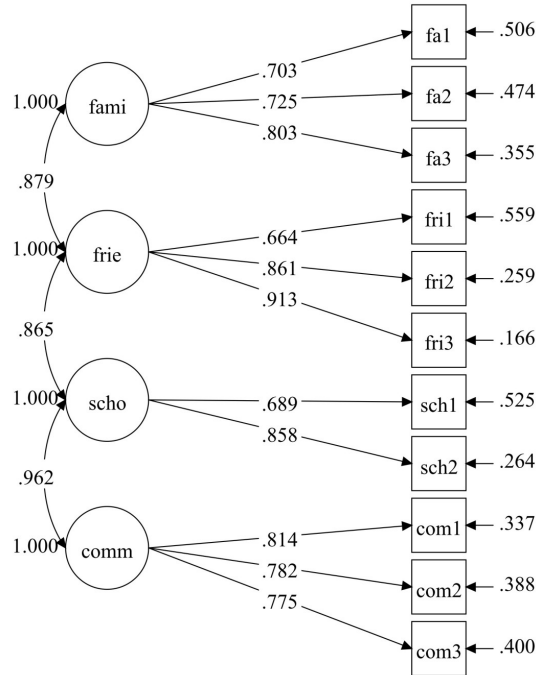 fa1
.506
.703
1.000
fami
.725
fa2
.474
.803
fa3
.355
.879
.664
fri1
.559
1.000
frie
.861
fri2
.259
.913
fri3
.166
.865
1.000
scho
.689
sch1
.525
.858
sch2
.264
.962
.814
com1
.337
1.000
comm
.782
com2
.388
.775
com3
.400